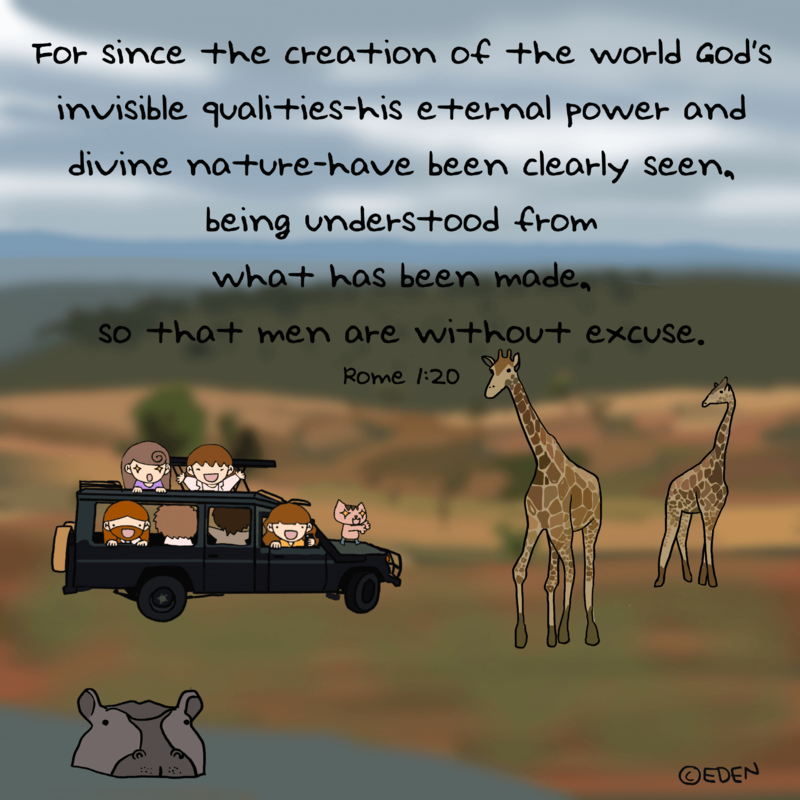 For since the creation of the world God's
invisible qualities-his eternal power and
divine nature-have been clearly seen,
being understood from
what has been made,
so that men are without excuse.
Rome 1:20
©EDEN